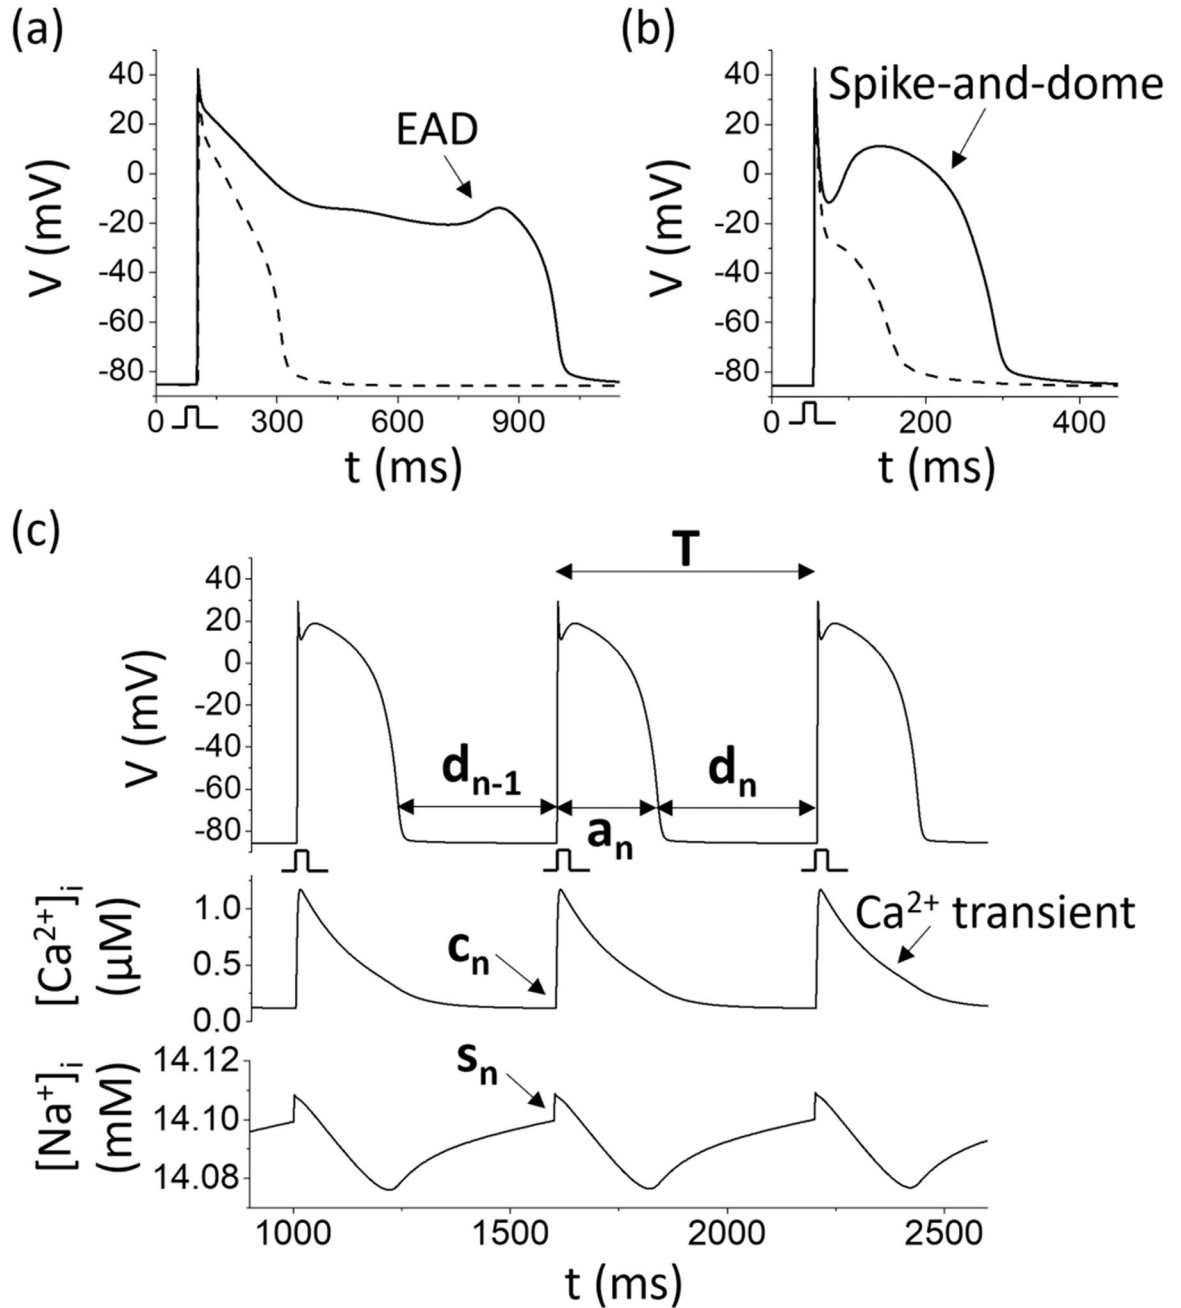 (a)
40
20
0
-20
-40
-60
-80
V (mV)
EAD
0 300 600 900
t (ms)
(b)
40
20
0
-20
-40
-60
-80
V (mV)
Spike-and-dome
0 200 400
t (ms)
(c)
T
40
20
0
-20
-40
-60
-80
V (mV)
dn-1
an
dn
1.0
0.5
0.0
[Ca2+]i
(μM)
cn
Ca2+ transient
14.12
14.10
14.08
[Na+]i
(mM)
sn
1000 1500 2000 2500
t (ms)